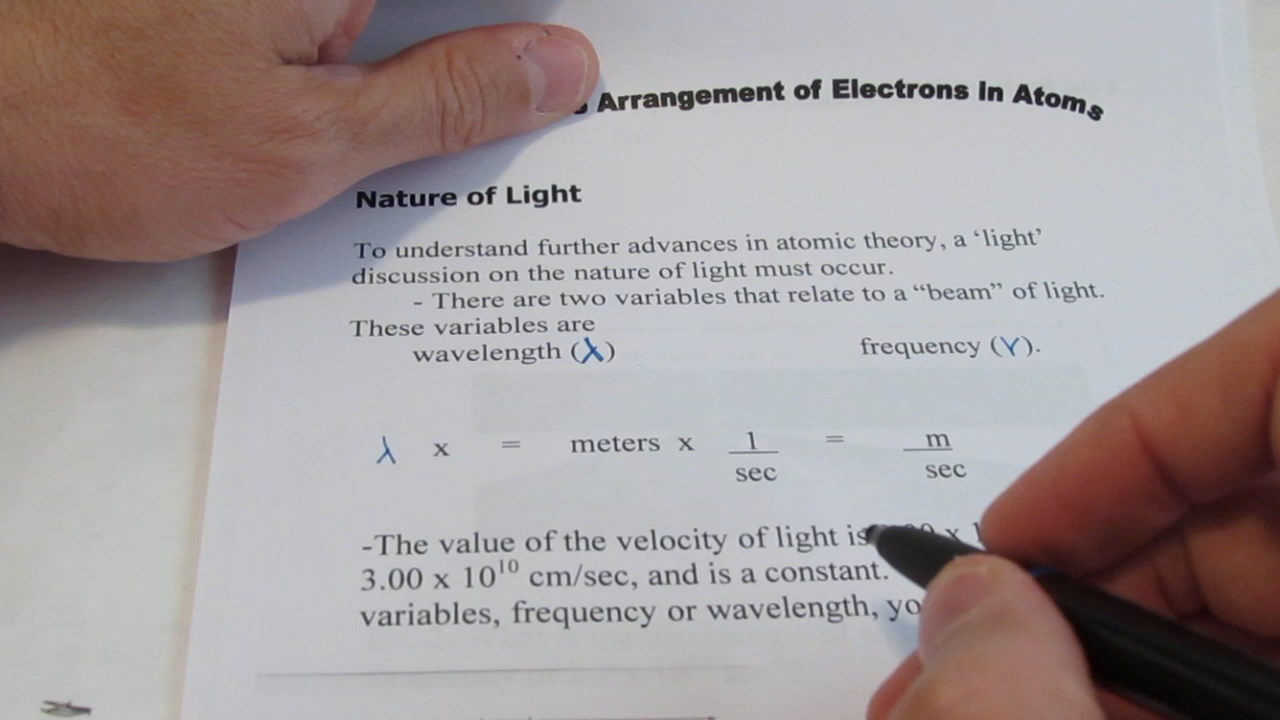 Arrangement of Electrons In Atoms
Nature of Light
To understand further advances in atomic theory, a ‘light’
discussion on the nature of light must occur.
- There are two variables that relate to a “beam” of light.
These variables are
wavelength (λ) frequency (ν).
λ x = meters x 1/sec = m/sec
-The value of the velocity of light is x
3.00 x 10¹⁰ cm/sec, and is a constant.
variables, frequency or wavelength,